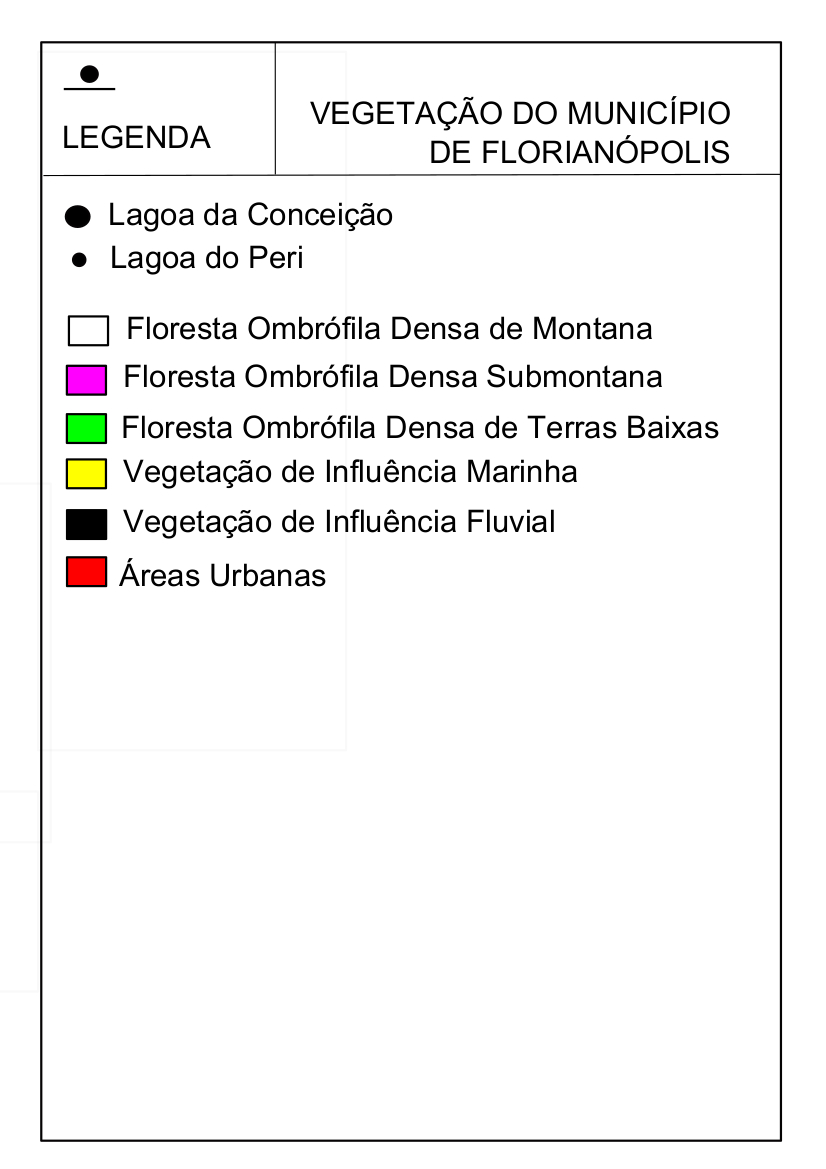 LEGENDA
VEGETAÇÃO DO MUNICÍPIO
DE FLORIANÓPOLIS
Lagoa da Conceição
Lagoa do Peri
Floresta Ombrófila Densa de Montana
Floresta Ombrófila Densa Submontana
Floresta Ombrófila Densa de Terras Baixas
Vegetação de Influência Marinha
Vegetação de Influência Fluvial
Áreas Urbanas